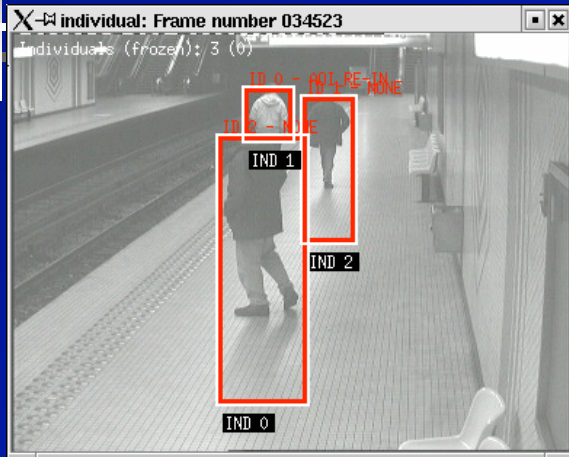 individual: Frame number 034523
Individuals (frozen): 3 (0)
ID 0 - AOI RE-IN
ID 1 - NONE
ID 2 - NONE
IND 1
IND 2
IND 0